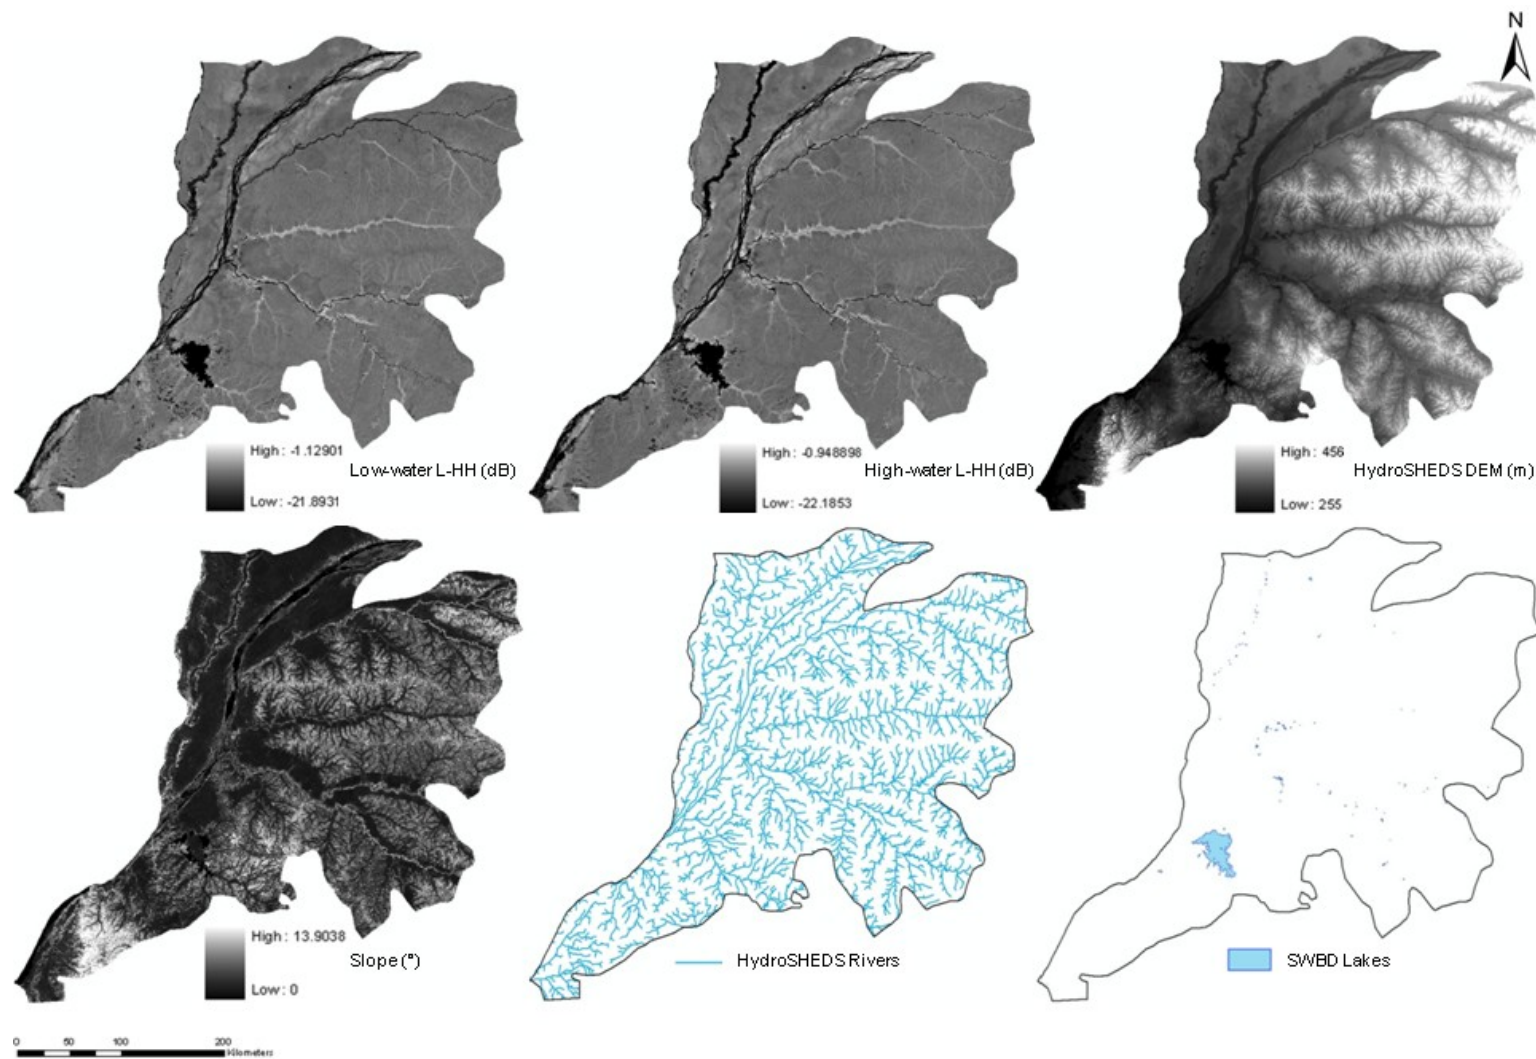 N
High : -1.12901
Low-water L-HH (dB)
Low : -21.8931
High : -0.948898
High-water L-HH (dB)
Low : -22.1853
High : 456
HydroSHEDS DEM (m)
Low : 255
High : 13.9038
Slope (°)
Low : 0
HydroSHEDS Rivers
SWBD Lakes
0 50 100 200
Kilometers